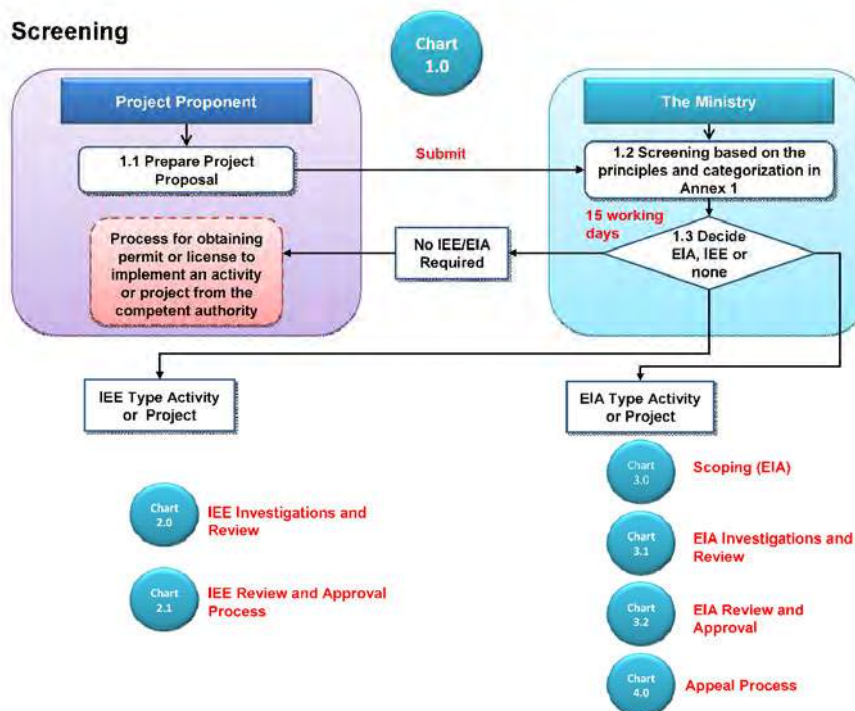 Screening
Chart
1.0
Project Proponent
The Ministry
1.1 Prepare Project
Proposal
Submit
1.2 Screening based on the
principles and categorization in
Annex 1
15 working
days
1.3 Decide
EIA, IEE or
none
No IEE/EIA
Required
Process for obtaining
permit or license to
implement an activity
or project from the
competent authority
IEE Type Activity
or Project
EIA Type Activity
or Project
Chart
2.0
IEE Investigations and
Review
Chart
2.1
IEE Review and Approval
Process
Chart
3.0
Scoping (EIA)
Chart
3.1
EIA Investigations and
Review
Chart
3.2
EIA Review and
Approval
Chart
4.0
Appeal Process